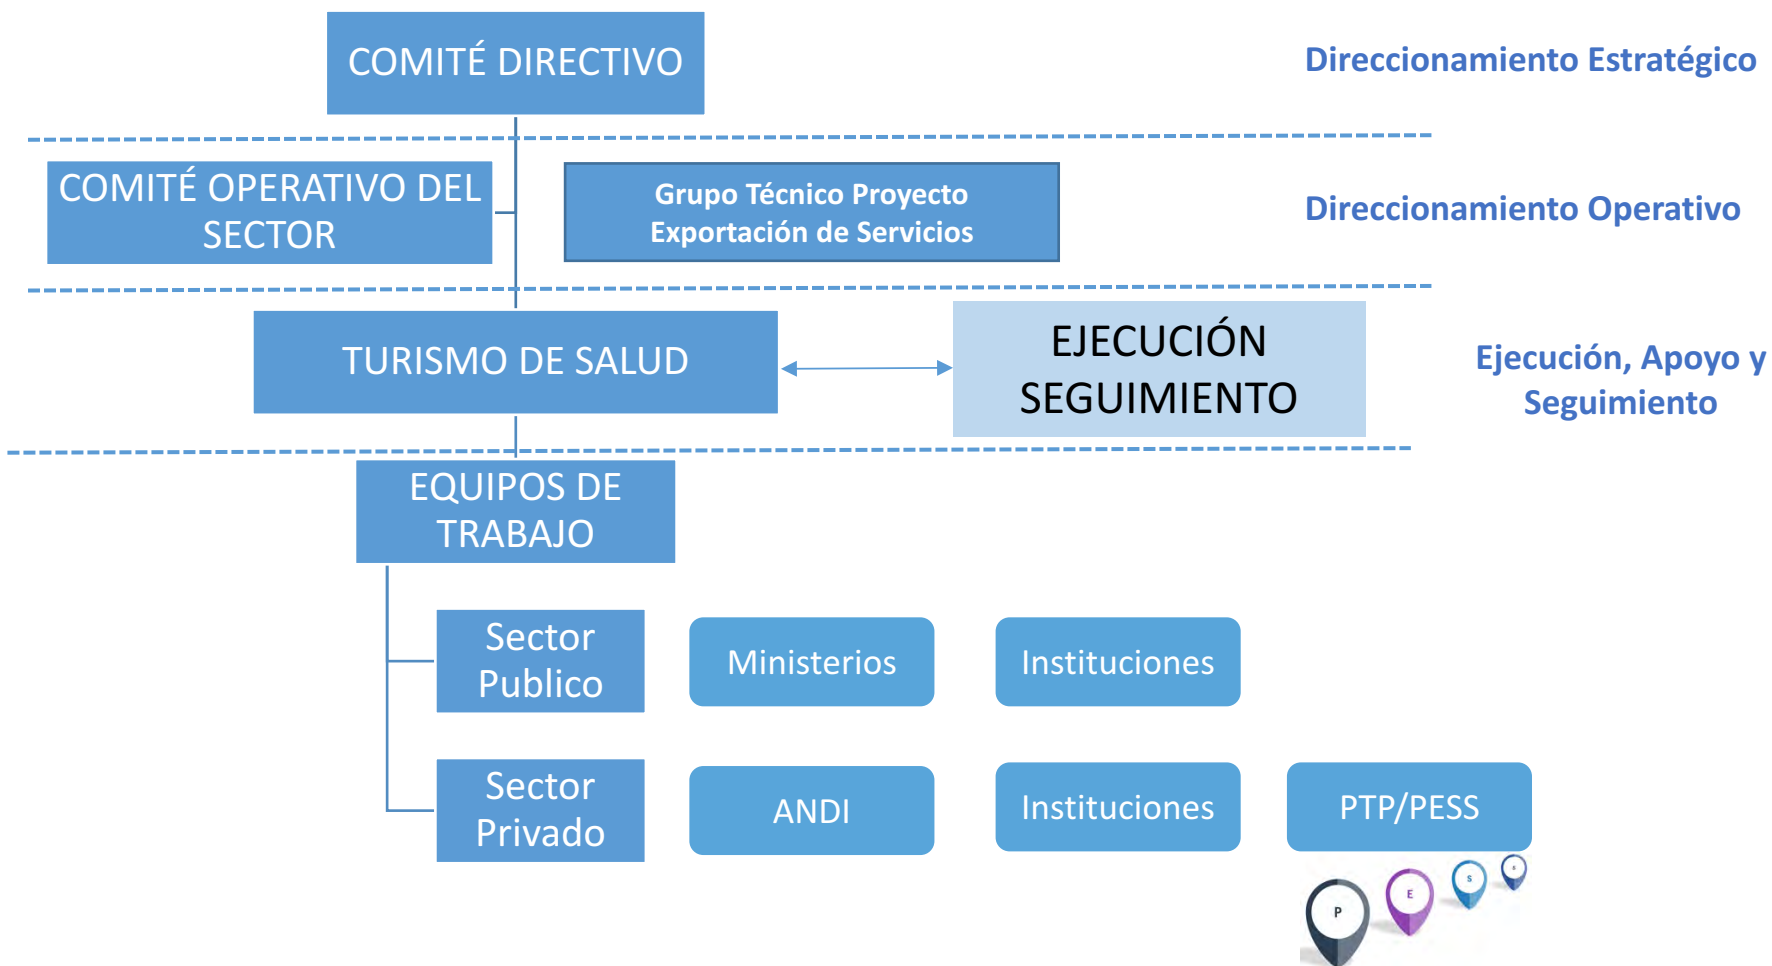 COMITÉ DIRECTIVO
Direccionamiento Estratégico
COMITÉ OPERATIVO DEL
SECTOR
Grupo Técnico Proyecto
Exportación de Servicios
Direccionamiento Operativo
TURISMO DE SALUD
EJECUCIÓN
SEGUIMIENTO
Ejecución, Apoyo y
Seguimiento
EQUIPOS DE
TRABAJO
Sector
Publico
Ministerios
Instituciones
Sector
Privado
ANDI
Instituciones
PTP/PESS
P
E
S